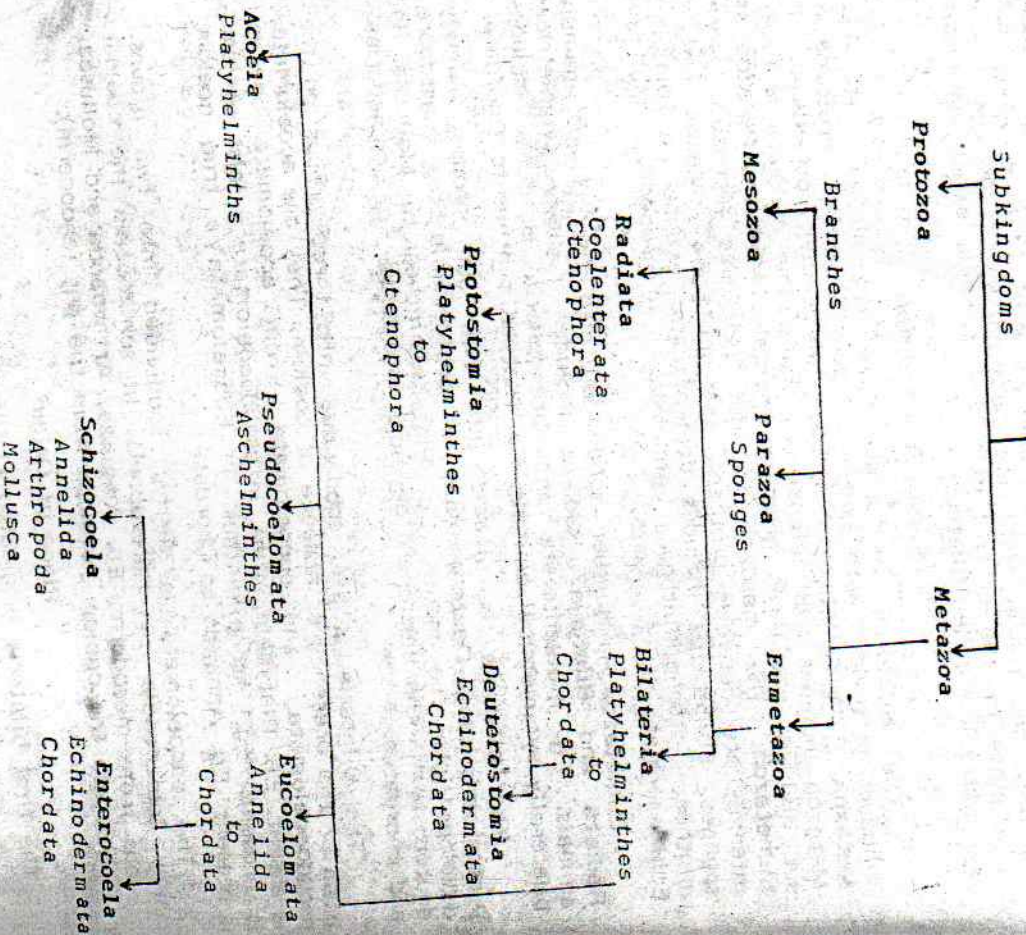 Subkingdoms
Protozoa
Metazoa
Branches
Mesozoa
Parazoa
Sponges
Eumetazoa
Radiata
Coelenterata
Ctenophora
Bilateria
Platyhelminthes
to
Chordata
Protostomia
Platyhelminthes
to
Ctenophora
Deuterostomia
Echinodermata
Chordata
Acoela
Platyhelminths
Pseudocoelomata
Aschelminthes
Eucoelomata
Annelida
to
Chordata
Schizocoela
Annelida
Arthropoda
Mollusca
Enterocoela
Echinodermata
Chordata